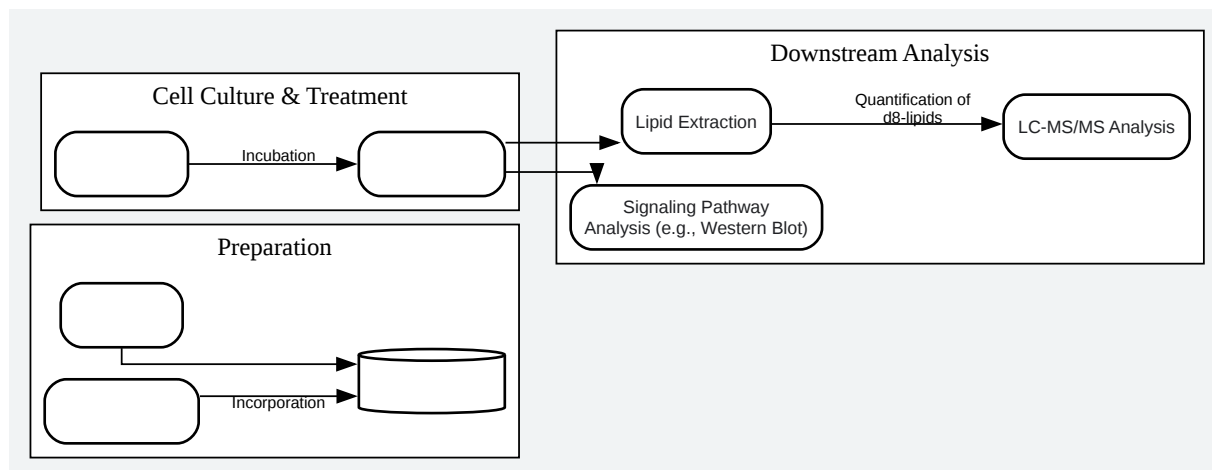 Cell Culture & Treatment
Incubation
Preparation
Incorporation
Downstream Analysis
Lipid Extraction
Quantification of
d8-lipids
LC-MS/MS Analysis
Signaling Pathway
Analysis (e.g., Western Blot)